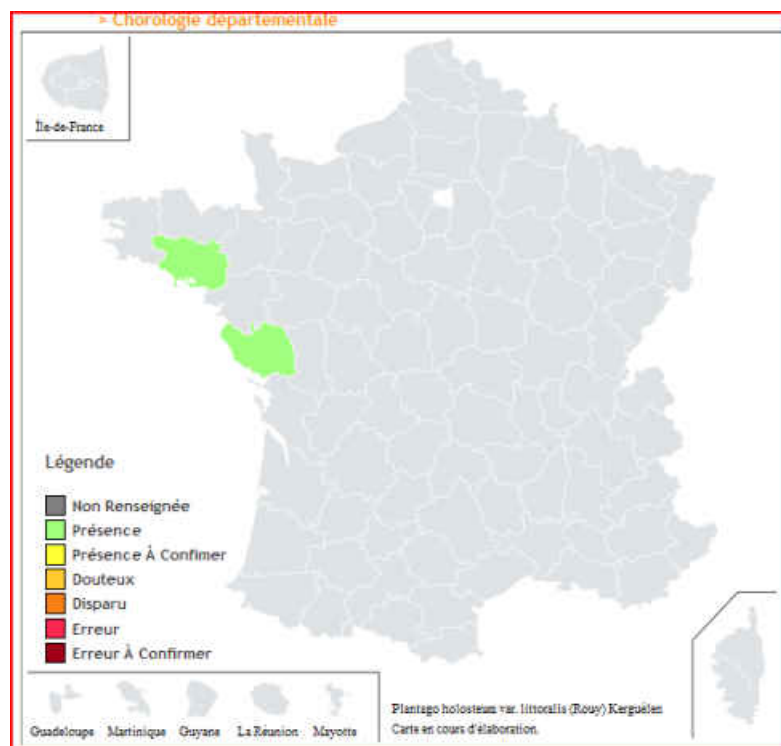 » Chorologie départementale
Île-de-France
Légende
Non Renseignée
Présence
Présence À Confimer
Douteux
Disparu
Erreur
Erreur À Confirmer
Guadeloupe Martinique Guyane La Réunion Mayotte
Plantago holosteum var. littoralis (Rouy) Kerguélen
Carte en cours d'élaboration.